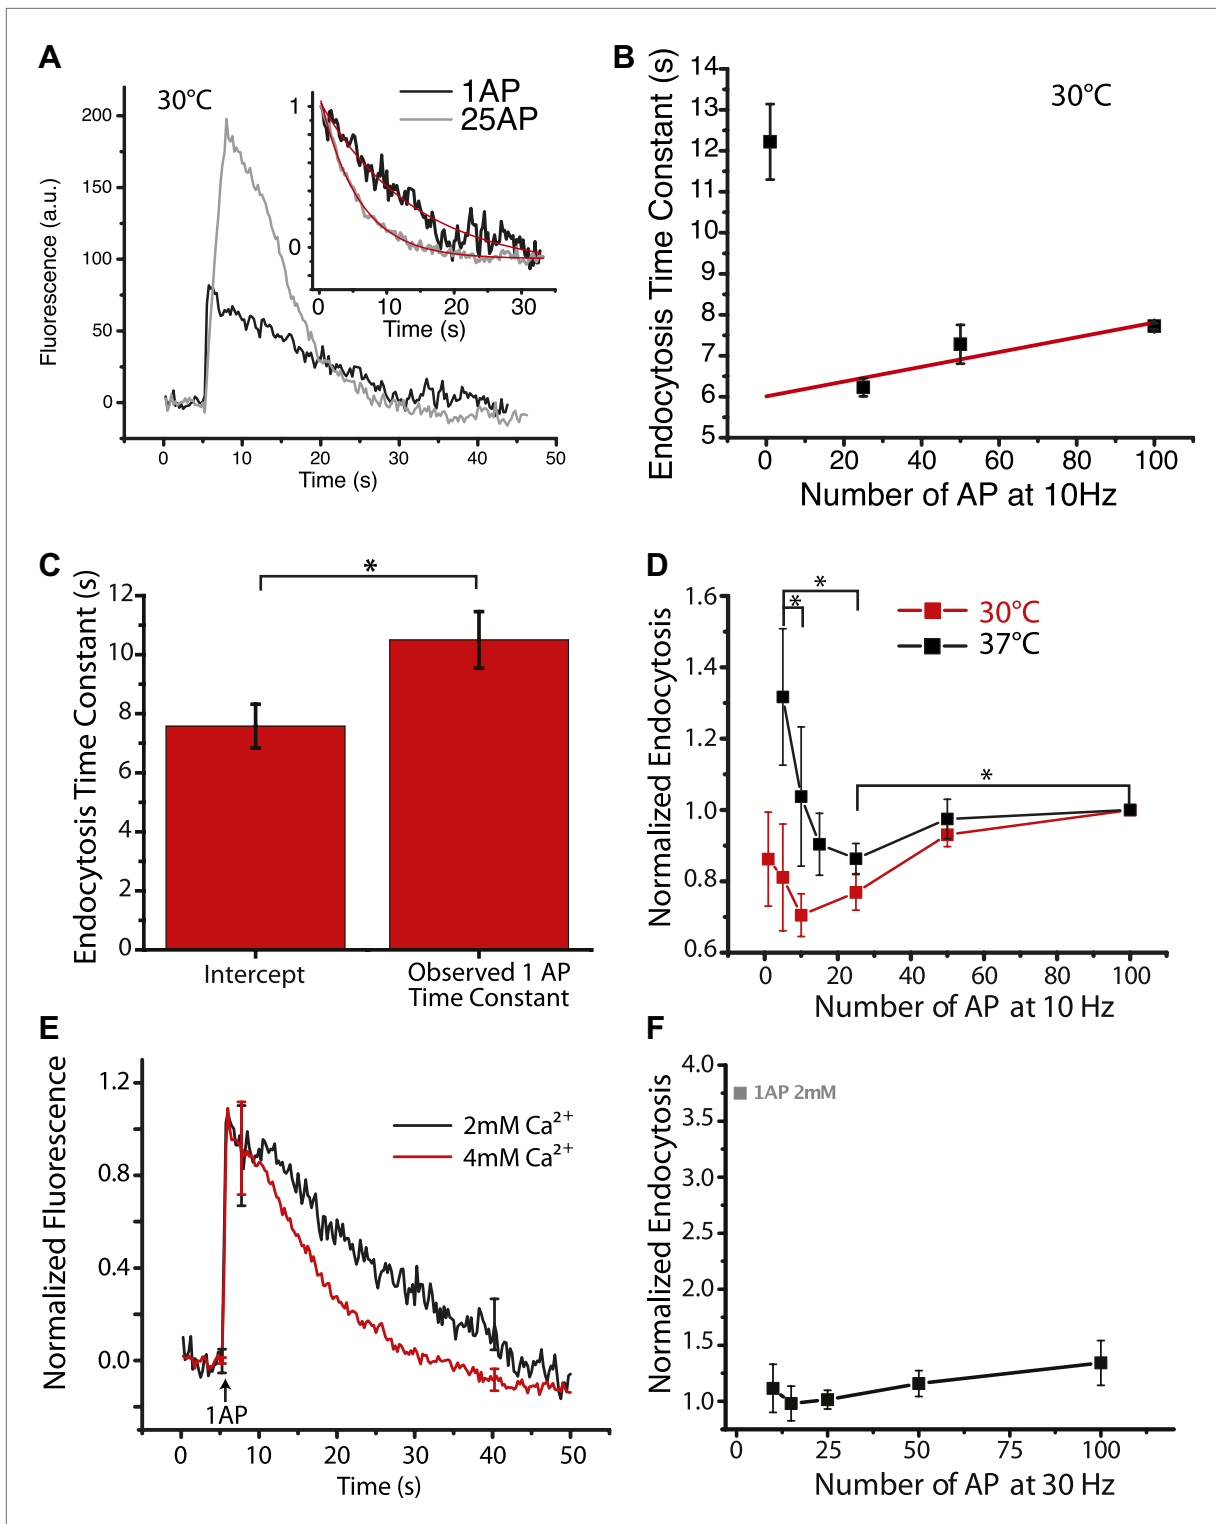 A
30°C
1AP
25AP
Fluorescence (a.u.)
200
150
100
50
0
0 10 20 30 40 50
Time (s)
1
0
0 10 20 30
Time (s)
B
30°C
Endocytosis Time Constant (s)
14
13
12
11
10
9
8
7
6
5
0 20 40 60 80 100
Number of AP at 10Hz
C
*
Endocytosis Time Constant (s)
12
10
8
6
4
2
0
Intercept
Observed 1 AP
Time Constant
D
*
*
*
30°C
37°C
Normalized Endocytosis
1.6
1.4
1.2
1.0
0.8
0.6
0 20 40 60 80 100
Number of AP at 10 Hz
E
Normalized Fluorescence
1.2
0.8
0.4
0.0
2mM Ca²⁺
4mM Ca²⁺
1AP
0 10 20 30 40 50
Time (s)
F
Normalized Endocytosis
4.0
3.5
3.0
2.5
2.0
1.5
1.0
1AP 2mM
0 25 50 75 100
Number of AP at 30 Hz